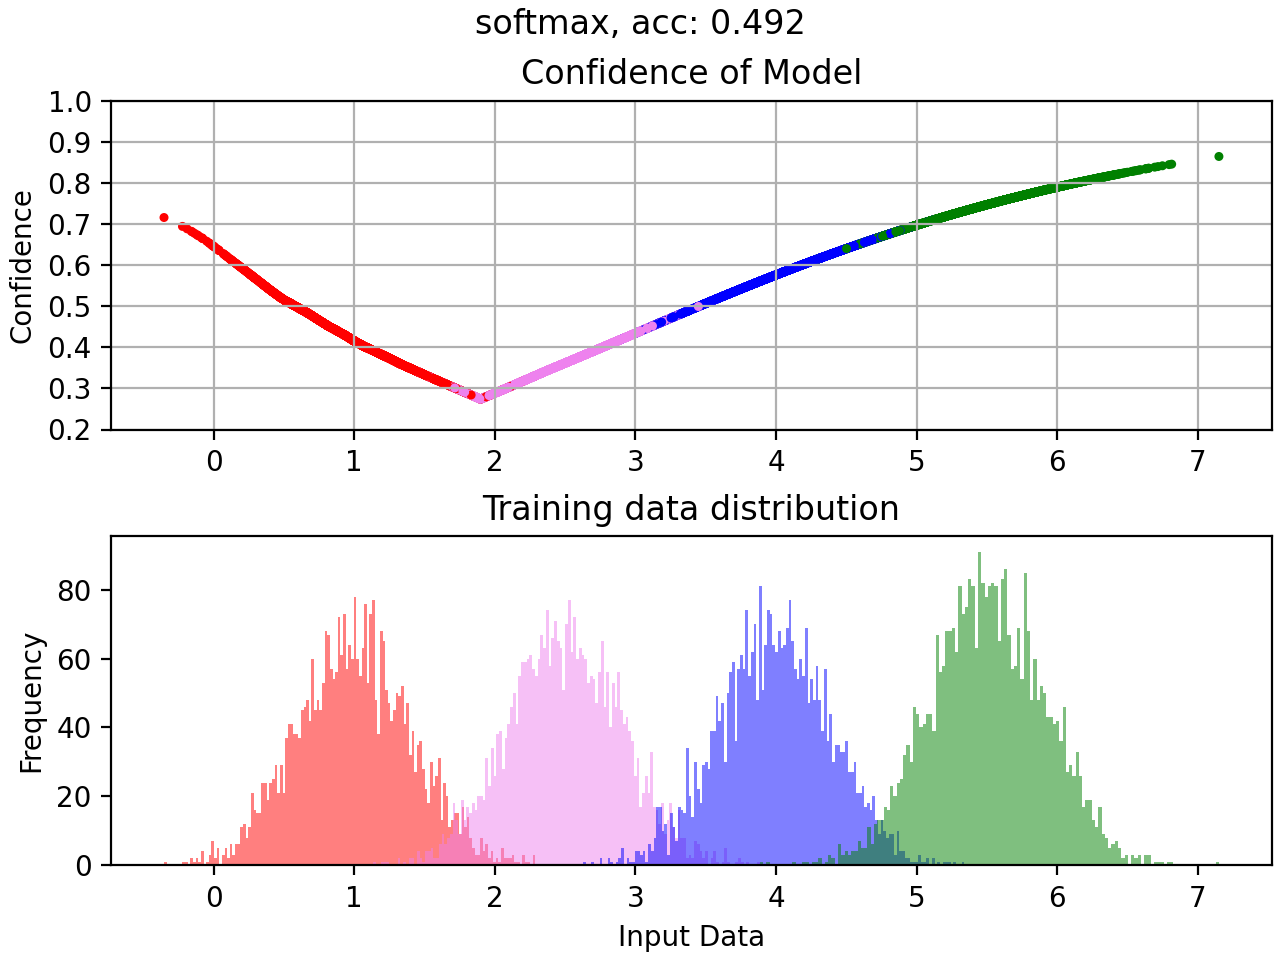 softmax, acc: 0.492
Confidence of Model
Confidence
1.0
0.9
0.8
0.7
0.6
0.5
0.4
0.3
0.2
0 1 2 3 4 5 6 7
Training data distribution
Frequency
80
60
40
20
0
0 1 2 3 4 5 6 7
Input Data